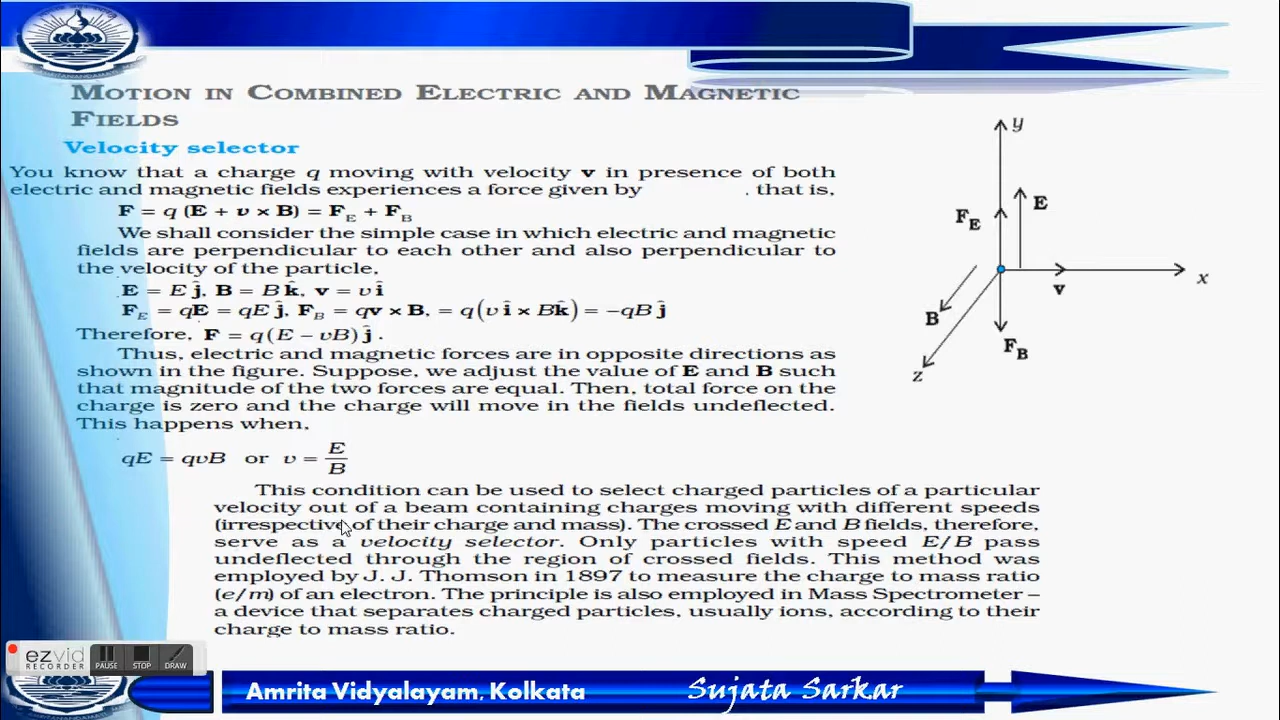 MOTION IN COMBINED ELECTRIC AND MAGNETIC
FIELDS
Velocity selector
You know that a charge q moving with velocity v in presence of both
electric and magnetic fields experiences a force given by . that is,
F = q (E + v × B) = F_E + F_B
We shall consider the simple case in which electric and magnetic
fields are perpendicular to each other and also perpendicular to
the velocity of the particle,
E = E ĵ, B = B k̂, v = v î
F_E = qE = qE ĵ, F_B = qv × B, = q(v î × Bk̂) = –qB ĵ
Therefore, F = q(E – vB) ĵ .
Thus, electric and magnetic forces are in opposite directions as
shown in the figure. Suppose, we adjust the value of E and B such
that magnitude of the two forces are equal. Then, total force on the
charge is zero and the charge will move in the fields undeflected.
This happens when,
qE = qvB or v = E/B
This condition can be used to select charged particles of a particular
velocity out of a beam containing charges moving with different speeds
(irrespective of their charge and mass). The crossed E and B fields, therefore,
serve as a velocity selector. Only particles with speed E/B pass
undeflected through the region of crossed fields. This method was
employed by J. J. Thomson in 1897 to measure the charge to mass ratio
(e/m) of an electron. The principle is also employed in Mass Spectrometer –
a device that separates charged particles, usually ions, according to their
charge to mass ratio.
y
E
F_E
x
v
B
F_B
z
ezvid
RECORDER
PAUSE
STOP
DRAW
Amrita Vidyalayam, Kolkata
Sujata Sarkar